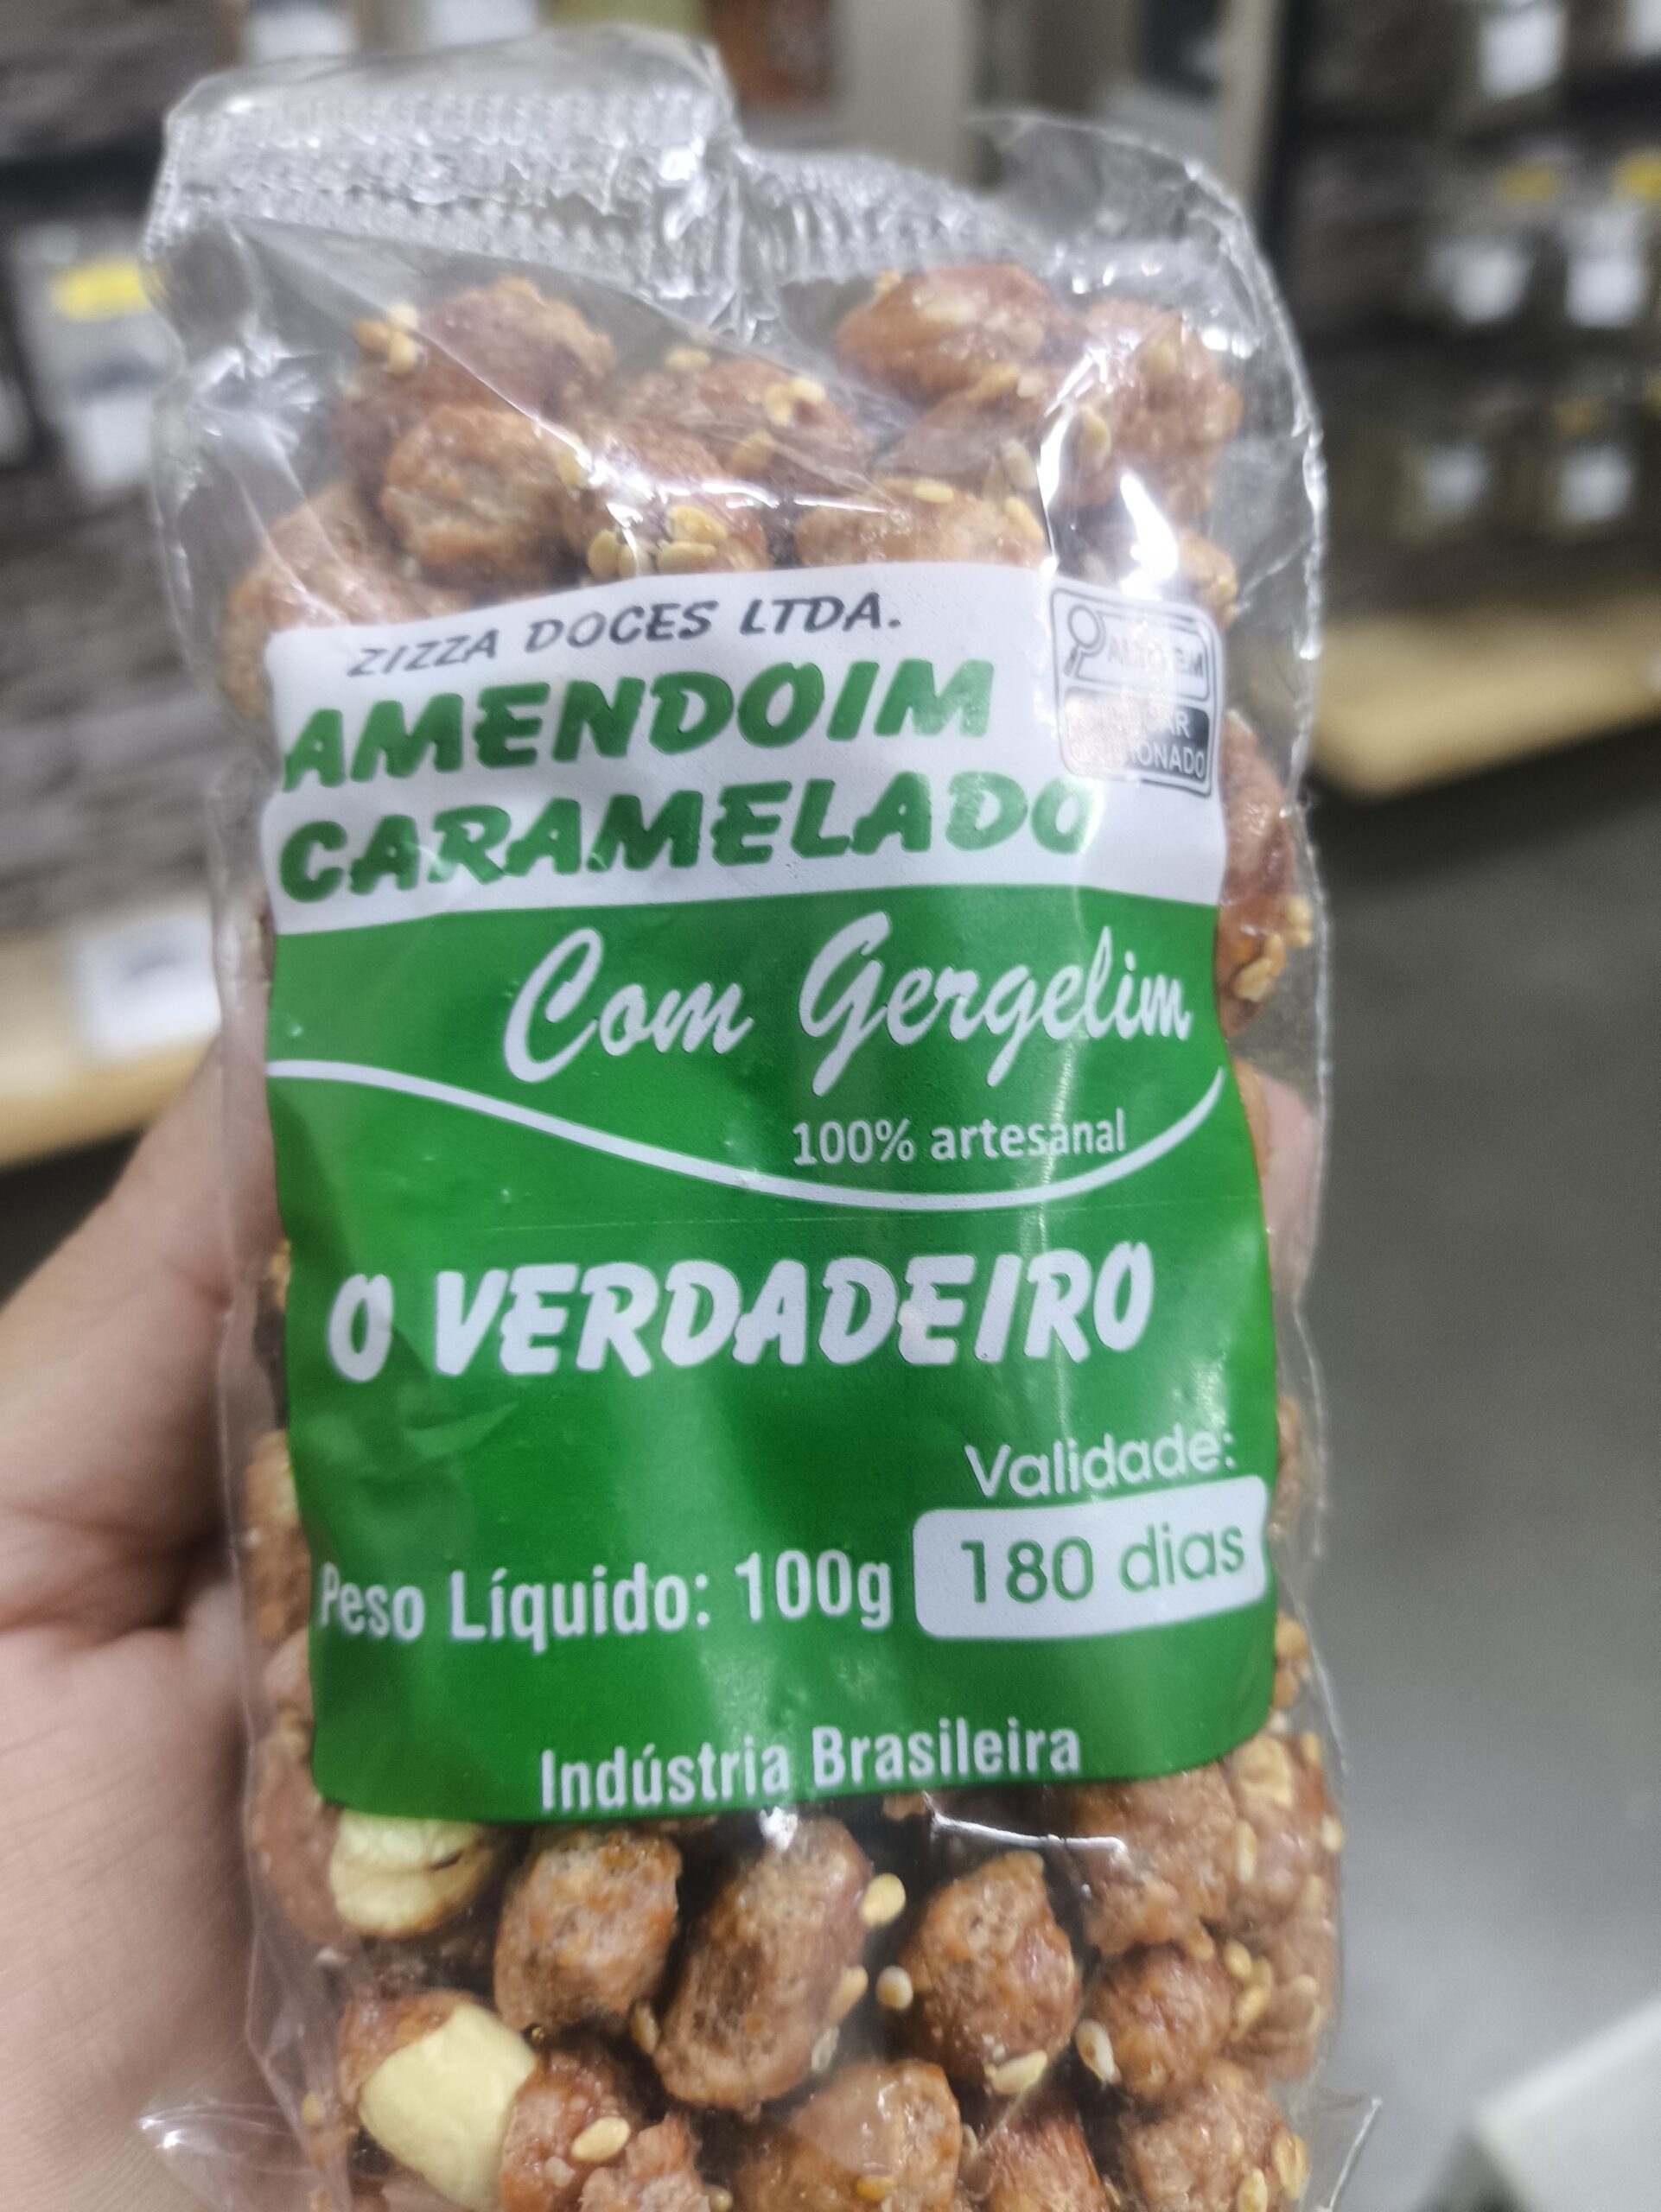 ZIZZA DOCES LTDA.
AMENDOIM
CARAMELADO
Com Gergelim
100% artesanal
O VERDADEIRO
Validade:
180 dias
Peso Líquido: 100g
Indústria Brasileira